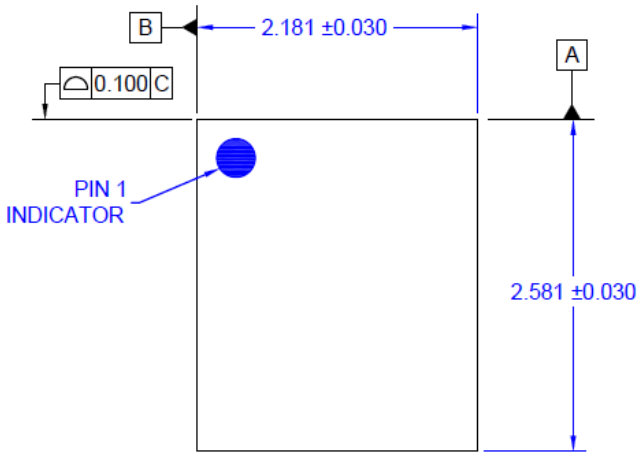 B
2.181 ±0.030
A
⌓ 0.100 C
PIN 1
INDICATOR
2.581 ±0.030